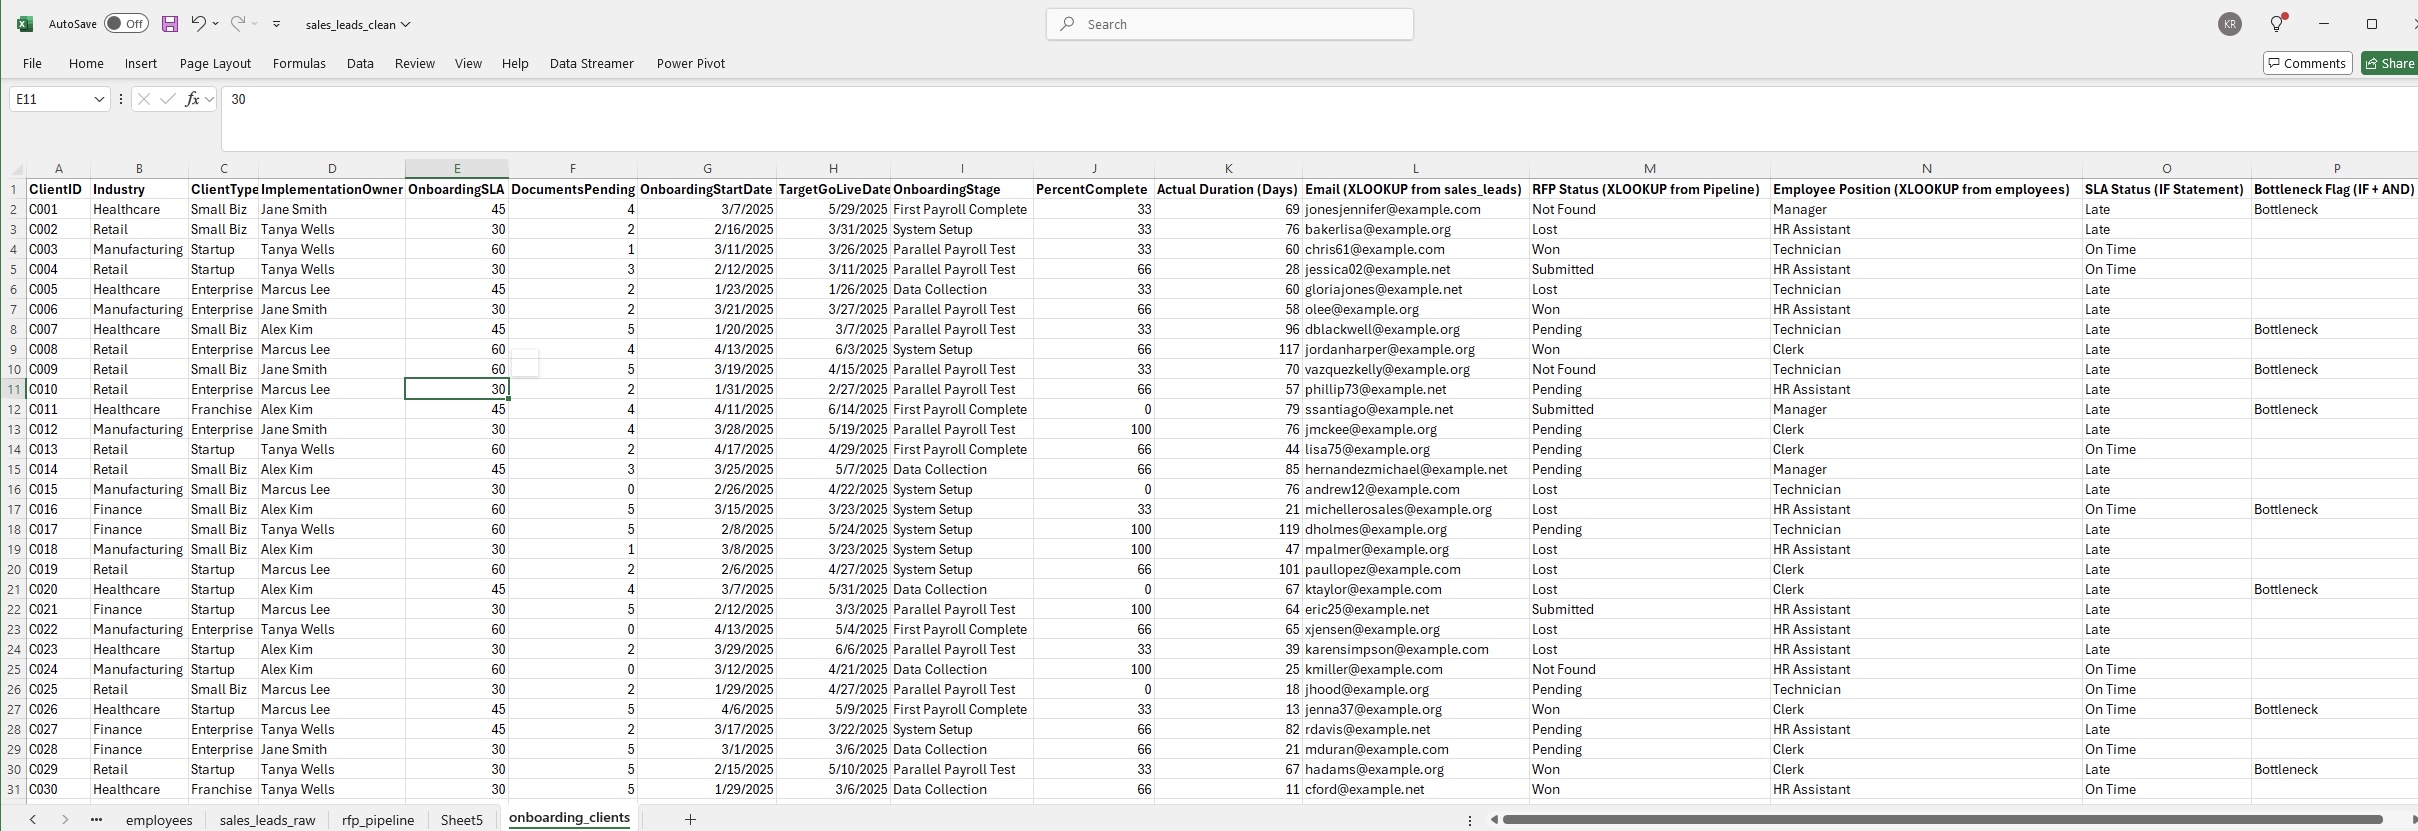 AutoSave Off sales_leads_clean Search KR
File Home Insert Page Layout Formulas Data Review View Help Data Streamer Power Pivot Comments Share
E11 fx 30
A B C D E F G H I J K L M N O P
1 ClientID Industry ClientType ImplementationOwner OnboardingSLA DocumentsPending OnboardingStartDate TargetGoLiveDate OnboardingStage PercentComplete Actual Duration (Days) Email (XLOOKUP from sales_leads) RFP Status (XLOOKUP from Pipeline) Employee Position (XLOOKUP from employees) SLA Status (IF Statement) Bottleneck Flag (IF + AND)
2 C001 Healthcare Small Biz Jane Smith 45 4 3/7/2025 5/29/2025 First Payroll Complete 33 69 jonesjennifer@example.com Not Found Manager Late Bottleneck
3 C002 Retail Small Biz Tanya Wells 30 2 2/16/2025 3/31/2025 System Setup 33 76 bakerlisa@example.org Lost HR Assistant Late
4 C003 Manufacturing Startup Tanya Wells 60 1 3/11/2025 3/26/2025 Parallel Payroll Test 33 60 chris61@example.com Won Technician On Time
5 C004 Retail Startup Tanya Wells 30 3 2/12/2025 3/11/2025 Parallel Payroll Test 66 28 jessica02@example.net Submitted HR Assistant On Time
6 C005 Healthcare Enterprise Marcus Lee 45 2 1/23/2025 1/26/2025 Data Collection 33 60 gloriajones@example.net Lost Technician Late
7 C006 Manufacturing Enterprise Jane Smith 30 2 3/21/2025 3/27/2025 Parallel Payroll Test 66 58 olee@example.org Won HR Assistant Late
8 C007 Healthcare Small Biz Alex Kim 45 5 1/20/2025 3/7/2025 Parallel Payroll Test 33 96 dblackwell@example.org Pending Technician Late Bottleneck
9 C008 Retail Enterprise Marcus Lee 60 4 4/13/2025 6/3/2025 System Setup 66 117 jordanharper@example.org Won Clerk Late
10 C009 Retail Small Biz Jane Smith 60 5 3/19/2025 4/15/2025 Parallel Payroll Test 33 70 vazquezkelly@example.org Not Found Technician Late Bottleneck
11 C010 Retail Enterprise Marcus Lee 30 2 1/31/2025 2/27/2025 Parallel Payroll Test 66 57 phillip73@example.net Pending HR Assistant Late
12 C011 Healthcare Franchise Alex Kim 45 4 4/11/2025 6/14/2025 First Payroll Complete 0 79 ssantiago@example.net Submitted Manager Late Bottleneck
13 C012 Manufacturing Enterprise Jane Smith 30 4 3/28/2025 5/19/2025 Parallel Payroll Test 100 76 jmckee@example.org Pending Clerk Late
14 C013 Retail Startup Tanya Wells 60 2 4/17/2025 4/29/2025 First Payroll Complete 66 44 lisa75@example.org Pending Clerk On Time
15 C014 Retail Small Biz Alex Kim 45 3 3/25/2025 5/7/2025 Data Collection 66 85 hernandezmichael@example.net Pending Manager Late
16 C015 Manufacturing Small Biz Marcus Lee 30 0 2/26/2025 4/22/2025 System Setup 0 76 andrew12@example.com Lost Technician Late
17 C016 Finance Small Biz Alex Kim 60 5 3/15/2025 3/23/2025 System Setup 33 21 michellerosales@example.org Lost HR Assistant On Time Bottleneck
18 C017 Finance Small Biz Tanya Wells 60 5 2/8/2025 5/24/2025 System Setup 100 119 dholmes@example.org Pending Technician Late
19 C018 Manufacturing Small Biz Alex Kim 30 1 3/8/2025 3/23/2025 System Setup 100 47 mpalmer@example.org Lost HR Assistant Late
20 C019 Retail Startup Marcus Lee 60 2 2/6/2025 4/27/2025 System Setup 66 101 paullopez@example.com Lost Clerk Late
21 C020 Healthcare Startup Alex Kim 45 4 3/7/2025 5/31/2025 Data Collection 0 67 ktaylor@example.com Lost Clerk Late Bottleneck
22 C021 Finance Startup Marcus Lee 30 5 2/12/2025 3/3/2025 Parallel Payroll Test 100 64 eric25@example.net Submitted HR Assistant Late
23 C022 Manufacturing Enterprise Tanya Wells 60 0 4/13/2025 5/4/2025 First Payroll Complete 66 65 xjensen@example.org Lost HR Assistant Late
24 C023 Healthcare Startup Alex Kim 30 2 3/29/2025 6/6/2025 Parallel Payroll Test 33 39 karensimpson@example.com Lost HR Assistant Late
25 C024 Manufacturing Startup Alex Kim 60 0 3/12/2025 4/21/2025 Data Collection 100 25 kmiller@example.com Not Found HR Assistant On Time
26 C025 Retail Small Biz Marcus Lee 30 2 1/29/2025 4/27/2025 Parallel Payroll Test 0 18 jhood@example.org Pending Technician On Time
27 C026 Healthcare Startup Marcus Lee 45 5 4/6/2025 5/9/2025 First Payroll Complete 33 13 jenna37@example.org Won Clerk On Time Bottleneck
28 C027 Finance Enterprise Tanya Wells 45 2 3/17/2025 3/22/2025 System Setup 66 82 rdavis@example.net Pending HR Assistant Late
29 C028 Finance Enterprise Jane Smith 30 5 3/1/2025 3/6/2025 Data Collection 66 21 mduran@example.com Pending Clerk On Time
30 C029 Retail Startup Tanya Wells 30 5 2/15/2025 5/10/2025 Parallel Payroll Test 33 67 hadams@example.org Won Clerk Late Bottleneck
31 C030 Healthcare Franchise Tanya Wells 30 5 1/29/2025 3/6/2025 Data Collection 66 11 cford@example.net Won HR Assistant On Time
employees sales_leads_raw rfp_pipeline Sheet5 onboarding_clients